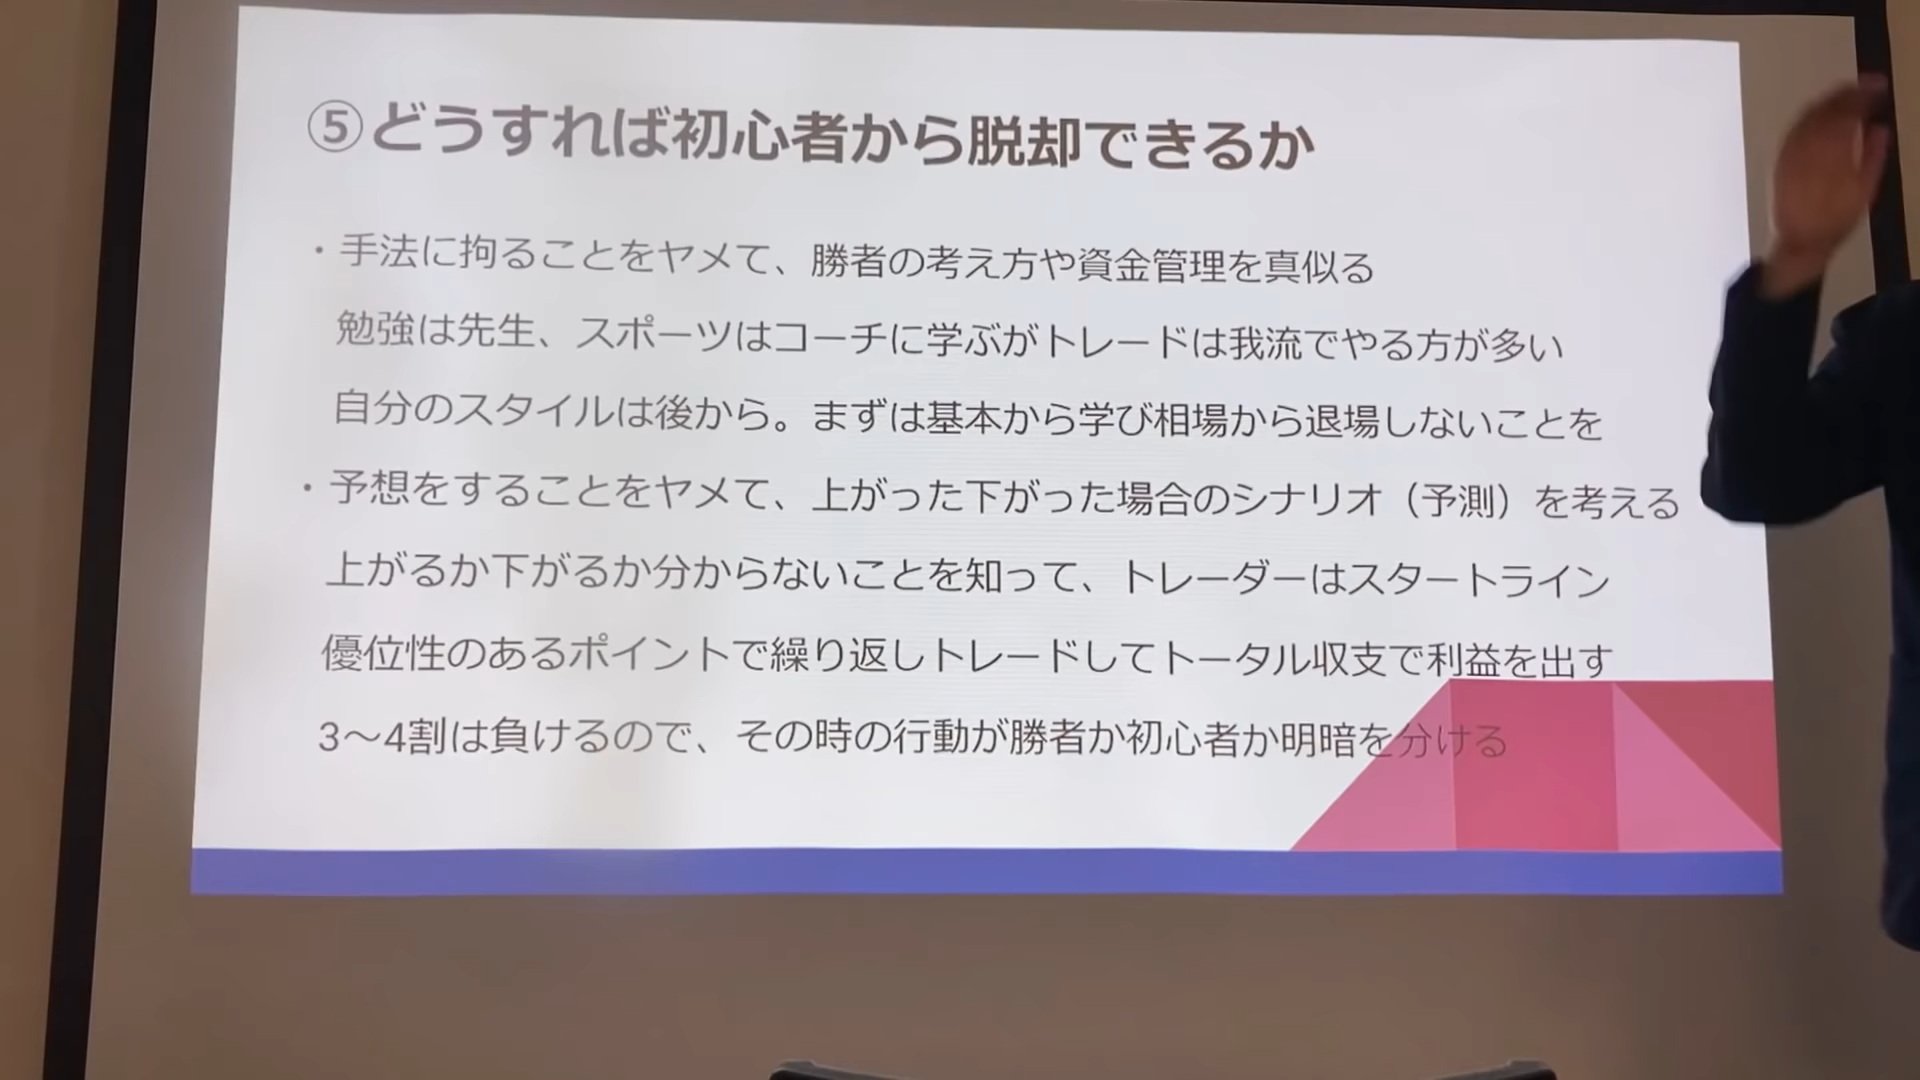 ⑤どうすれば初心者から脱却できるか
・手法に拘ることをヤメて、勝者の考え方や資金管理を真似る
勉強は先生、スポーツはコーチに学ぶがトレードは我流でやる方が多い
自分のスタイルは後から。まずは基本から学び相場から退場しないことを
・予想をすることをヤメて、上がった下がった場合のシナリオ（予測）を考える
上がるか下がるか分からないことを知って、トレーダーはスタートライン
優位性のあるポイントで繰り返しトレードしてトータル収支で利益を出す
3～4割は負けるので、その時の行動が勝者か初心者か明暗を分ける